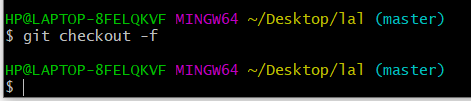 HP@LAPTOP-8FELQKVF MINGW64 ~/Desktop/lal (master)
$ git checkout -f
HP@LAPTOP-8FELQKVF MINGW64 ~/Desktop/lal (master)
$